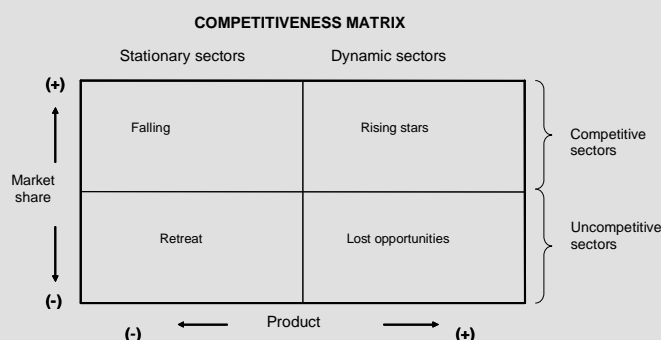 COMPETITIVENESS MATRIX
Stationary sectors Dynamic sectors
(+)
Falling Rising stars
Competitive
sectors
Market
share
Retreat Lost opportunities
Uncompetitive
sectors
(-)
Product
(-) (+)